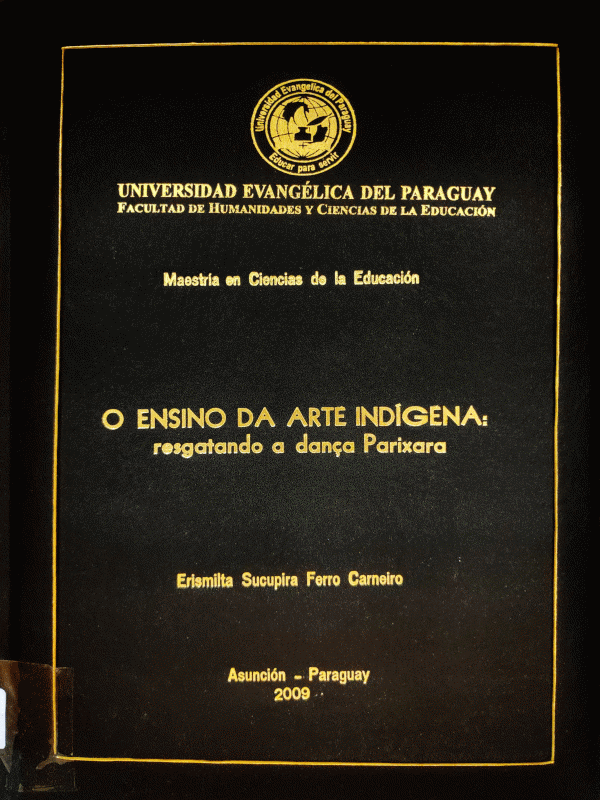 Universidad Evangelica del Paraguay
Educar para servir
UNIVERSIDAD EVANGÉLICA DEL PARAGUAY
FACULTAD DE HUMANIDADES Y CIENCIAS DE LA EDUCACIÓN
Maestría en Ciencias de la Educación
O ENSINO DA ARTE INDÍGENA:
resgatando a dança Parixara
Erismilta Sucupira Ferro Carneiro
Asunción - Paraguay
2009